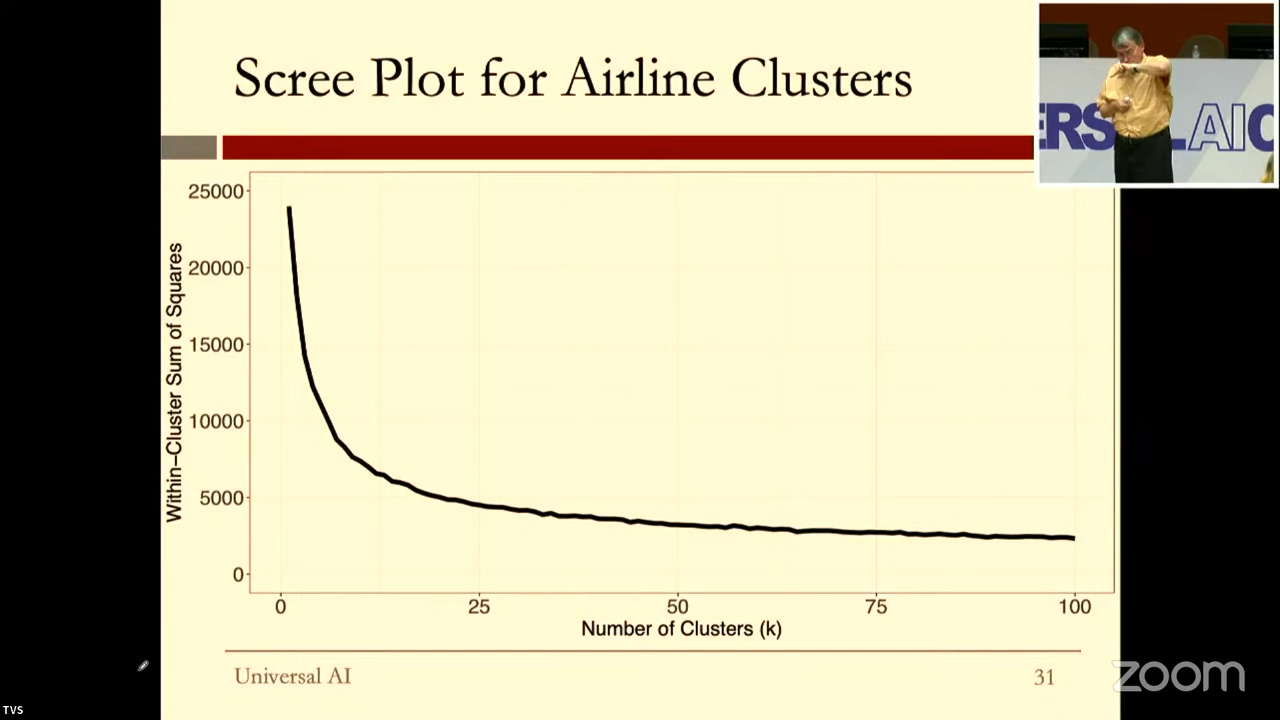 Scree Plot for Airline Clusters
ERS
L
AI
Within-Cluster Sum of Squares
25000
20000
15000
10000
5000
0
0
25
50
75
100
Number of Clusters (k)
Universal AI
31
zoom
TVS